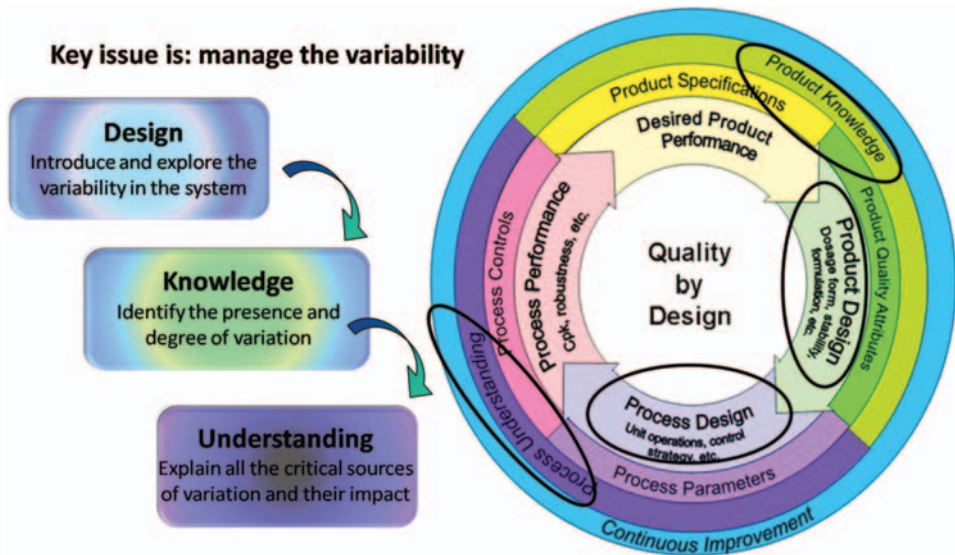 Key issue is: manage the variability
Design
Introduce and explore the
variability in the system
Knowledge
Identify the presence and
degree of variation
Understanding
Explain all the critical sources
of variation and their impact
Quality
by
Design
Desired Product
Performance
Product Specifications
Product Knowledge
Product Design
Dosage form, stability,
formulation, etc.
Product Quality Attributes
Process Design
Unit operations, control
strategy, etc.
Process Parameters
Process Performance
Cpk, robustness, etc.
Process Controls
Process Understanding
Continuous Improvement